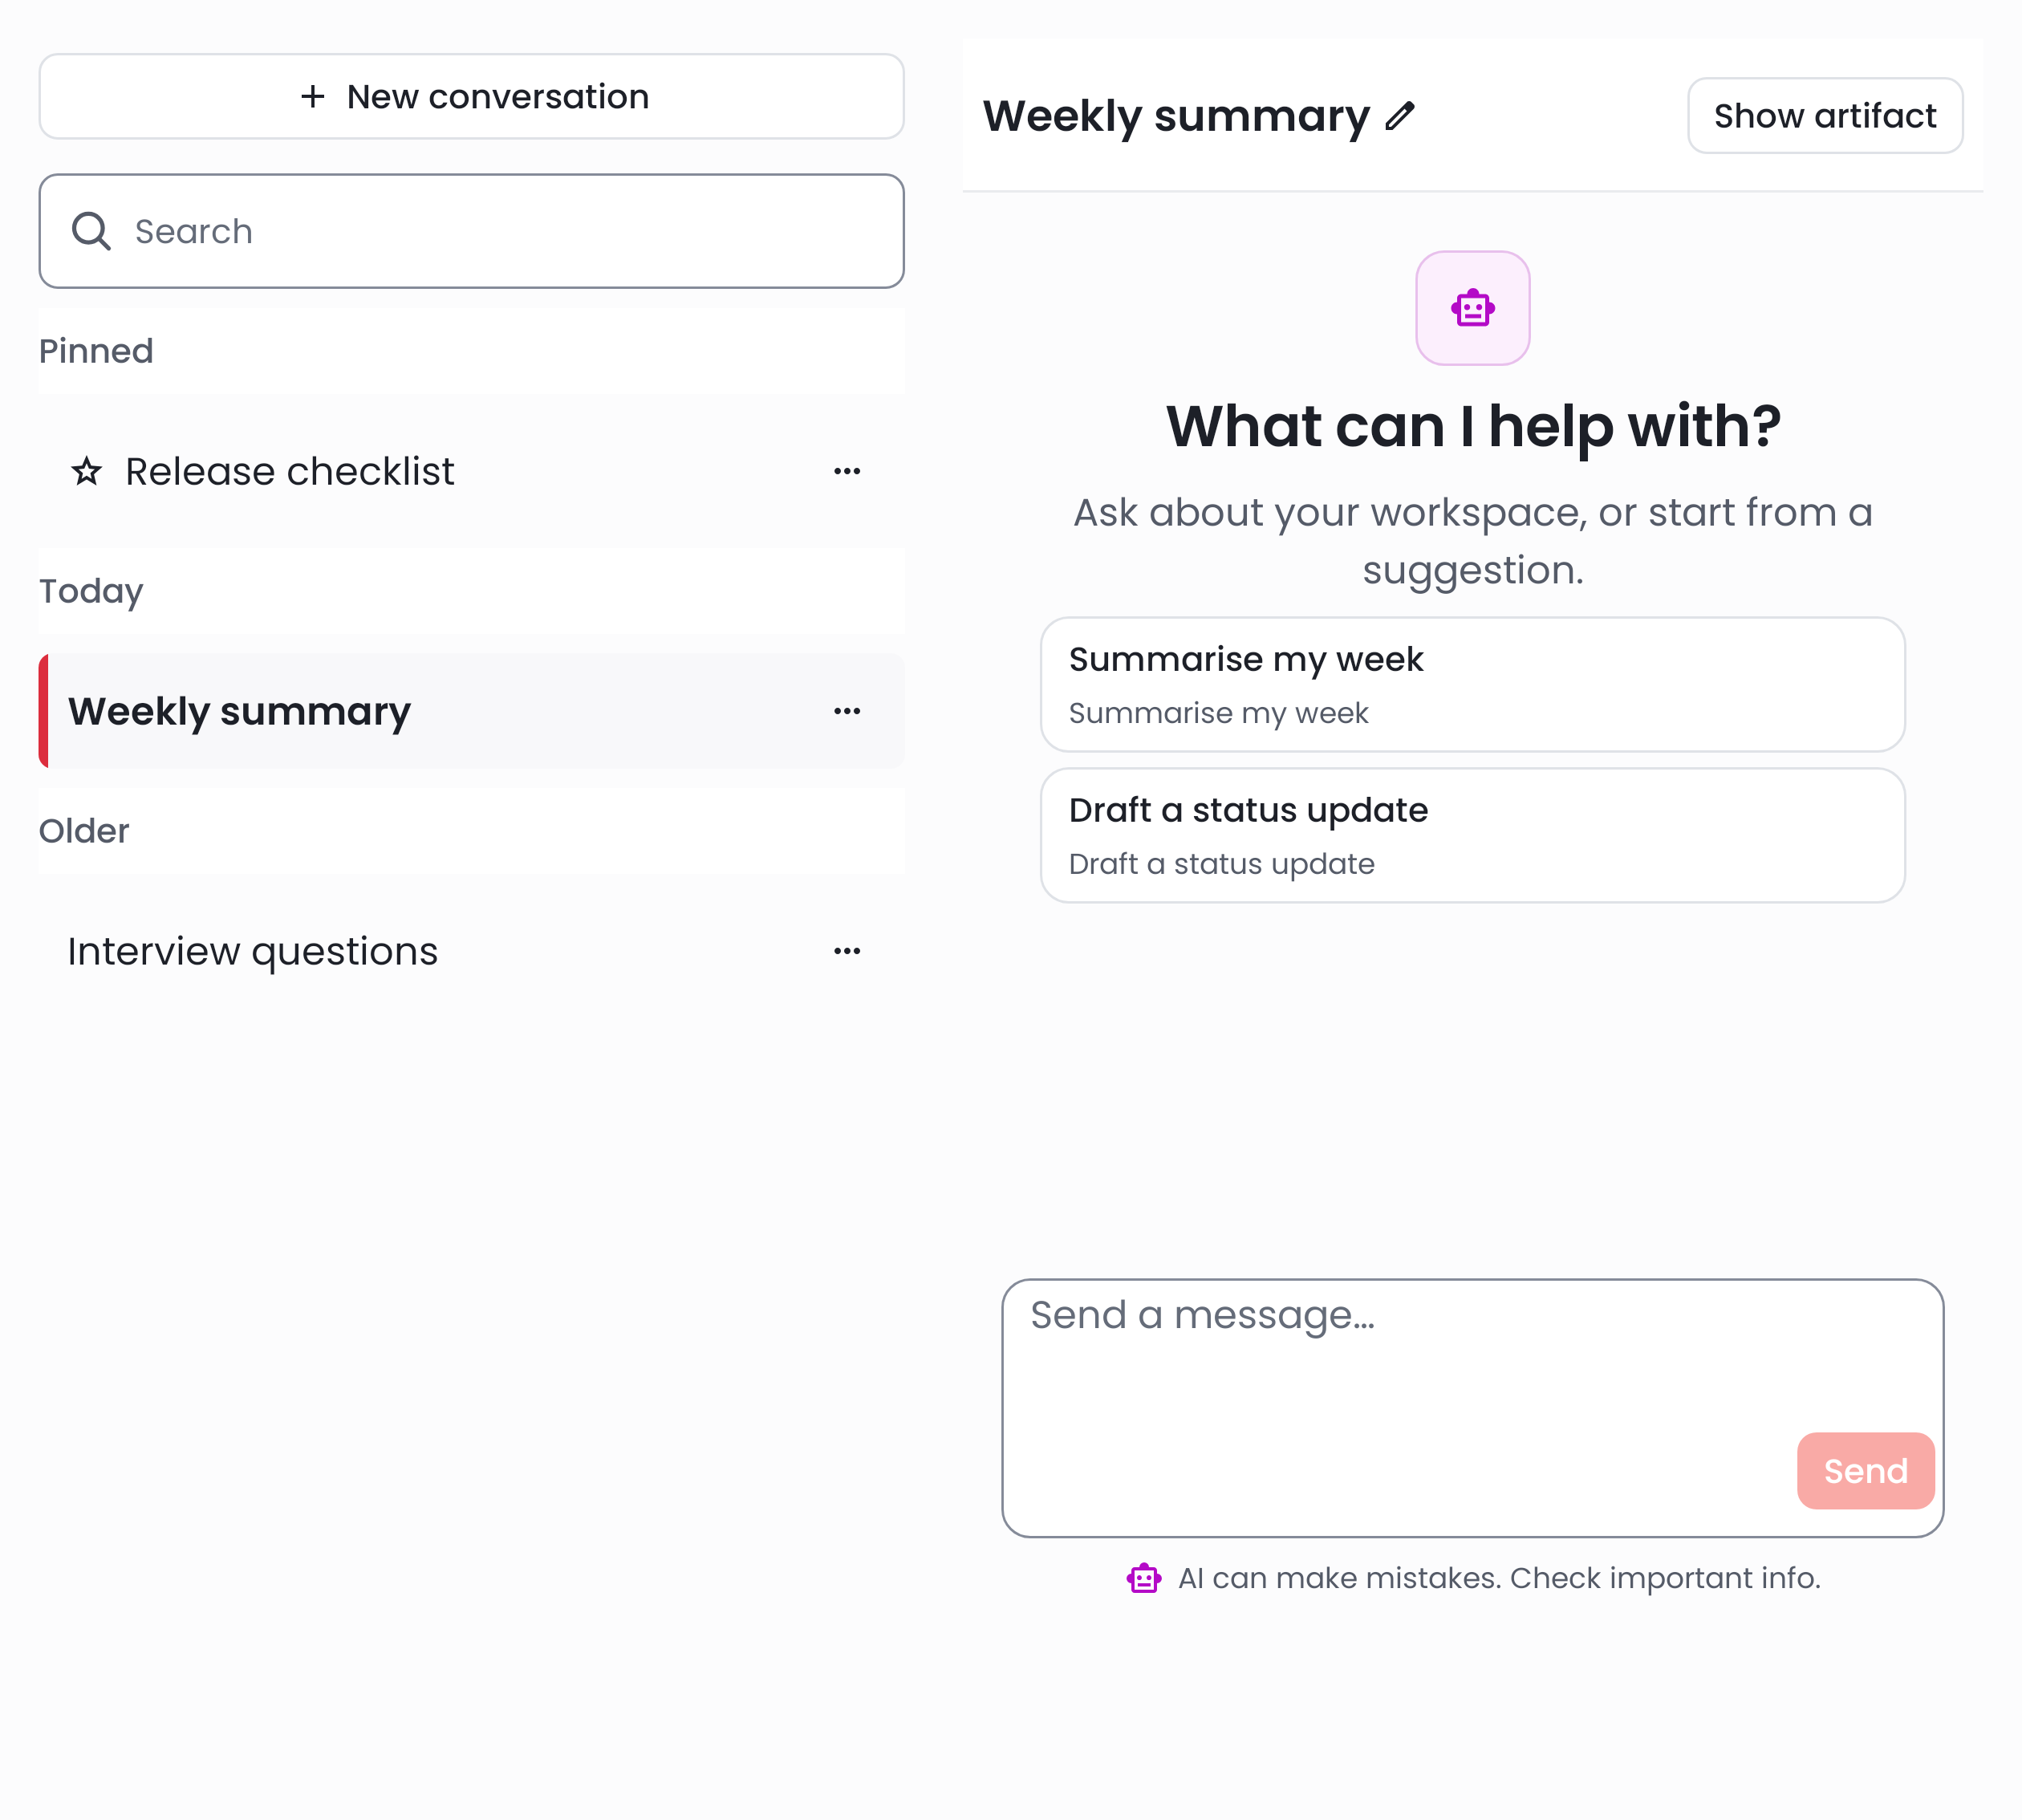 New conversation
Search
Pinned
Release checklist
Today
Weekly summary
Older
Interview questions
Weekly summary
Show artifact
What can I help with?
Ask about your workspace, or start from a
suggestion.
Summarise my week
Summarise my week
Draft a status update
Draft a status update
Send a message...
Send
AI can make mistakes. Check important info.